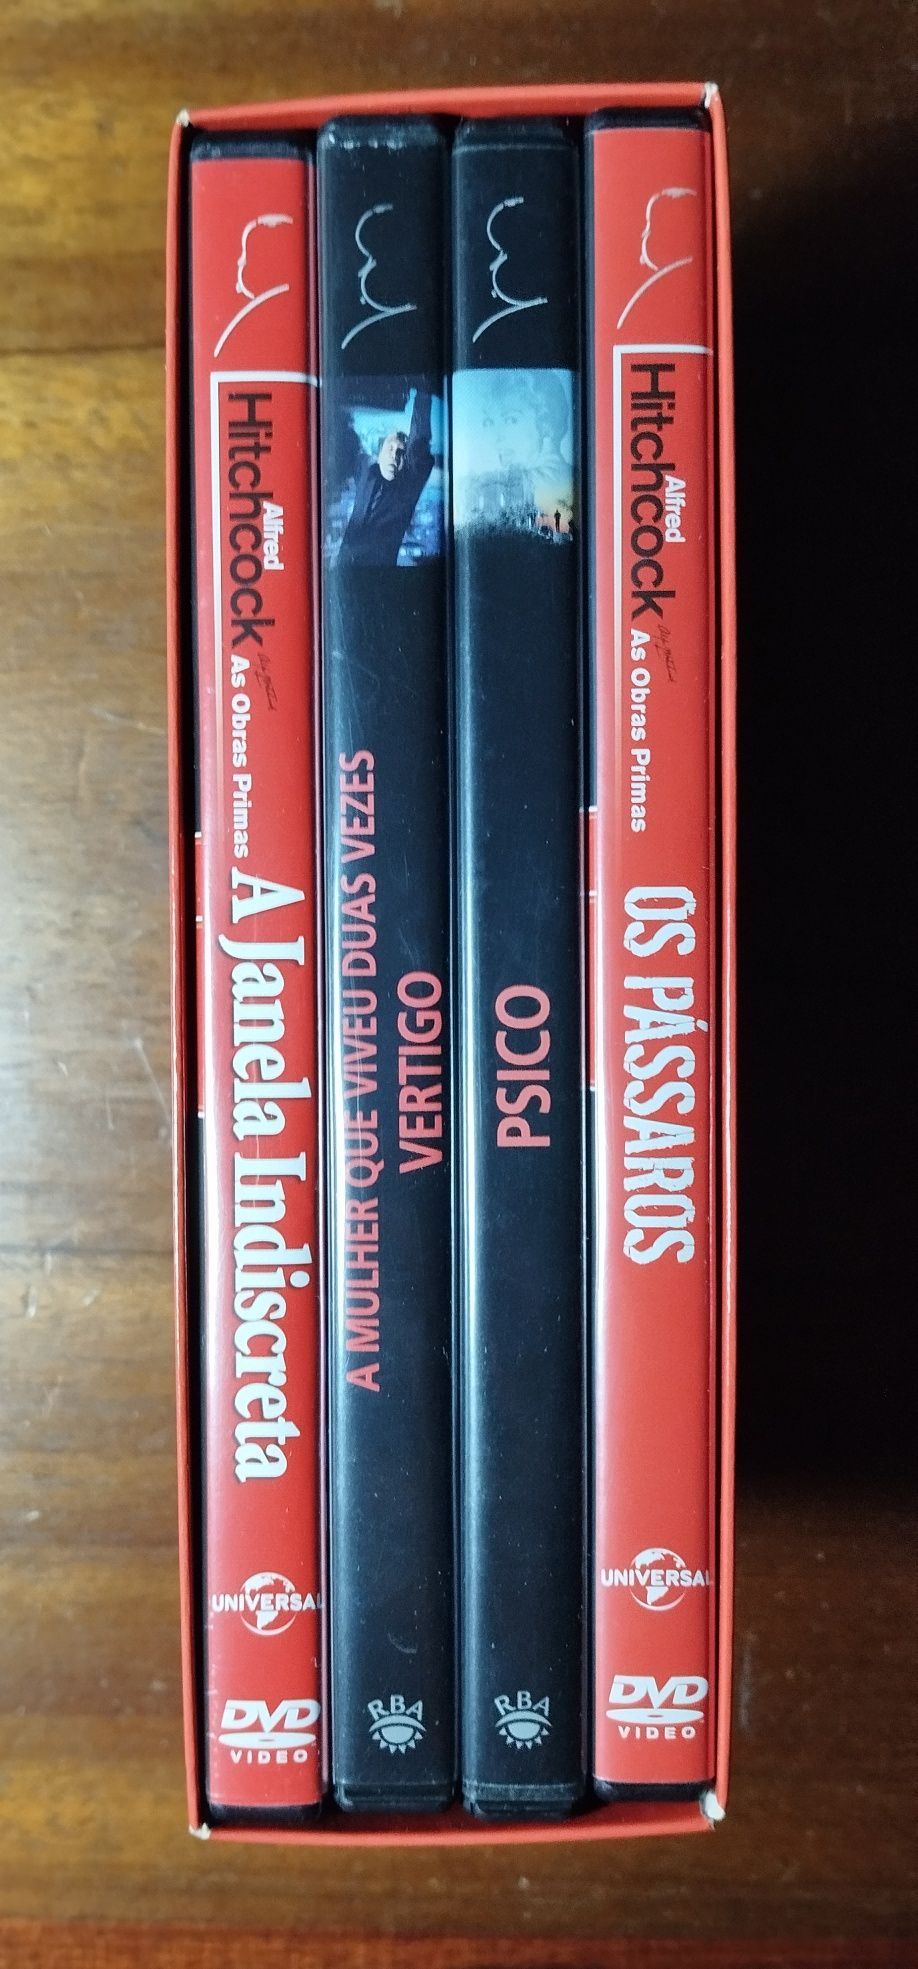 Alfred
Hitchcock
As Obras Primas
A Janela Indiscreta
UNIVERSAL
DVD
VIDEO
A MULHER QUE VIVEU DUAS VEZES
VERTIGO
RBA
PSICO
RBA
Alfred
Hitchcock
As Obras Primas
OS PÁSSAROS
UNIVERSAL
DVD
VIDEO